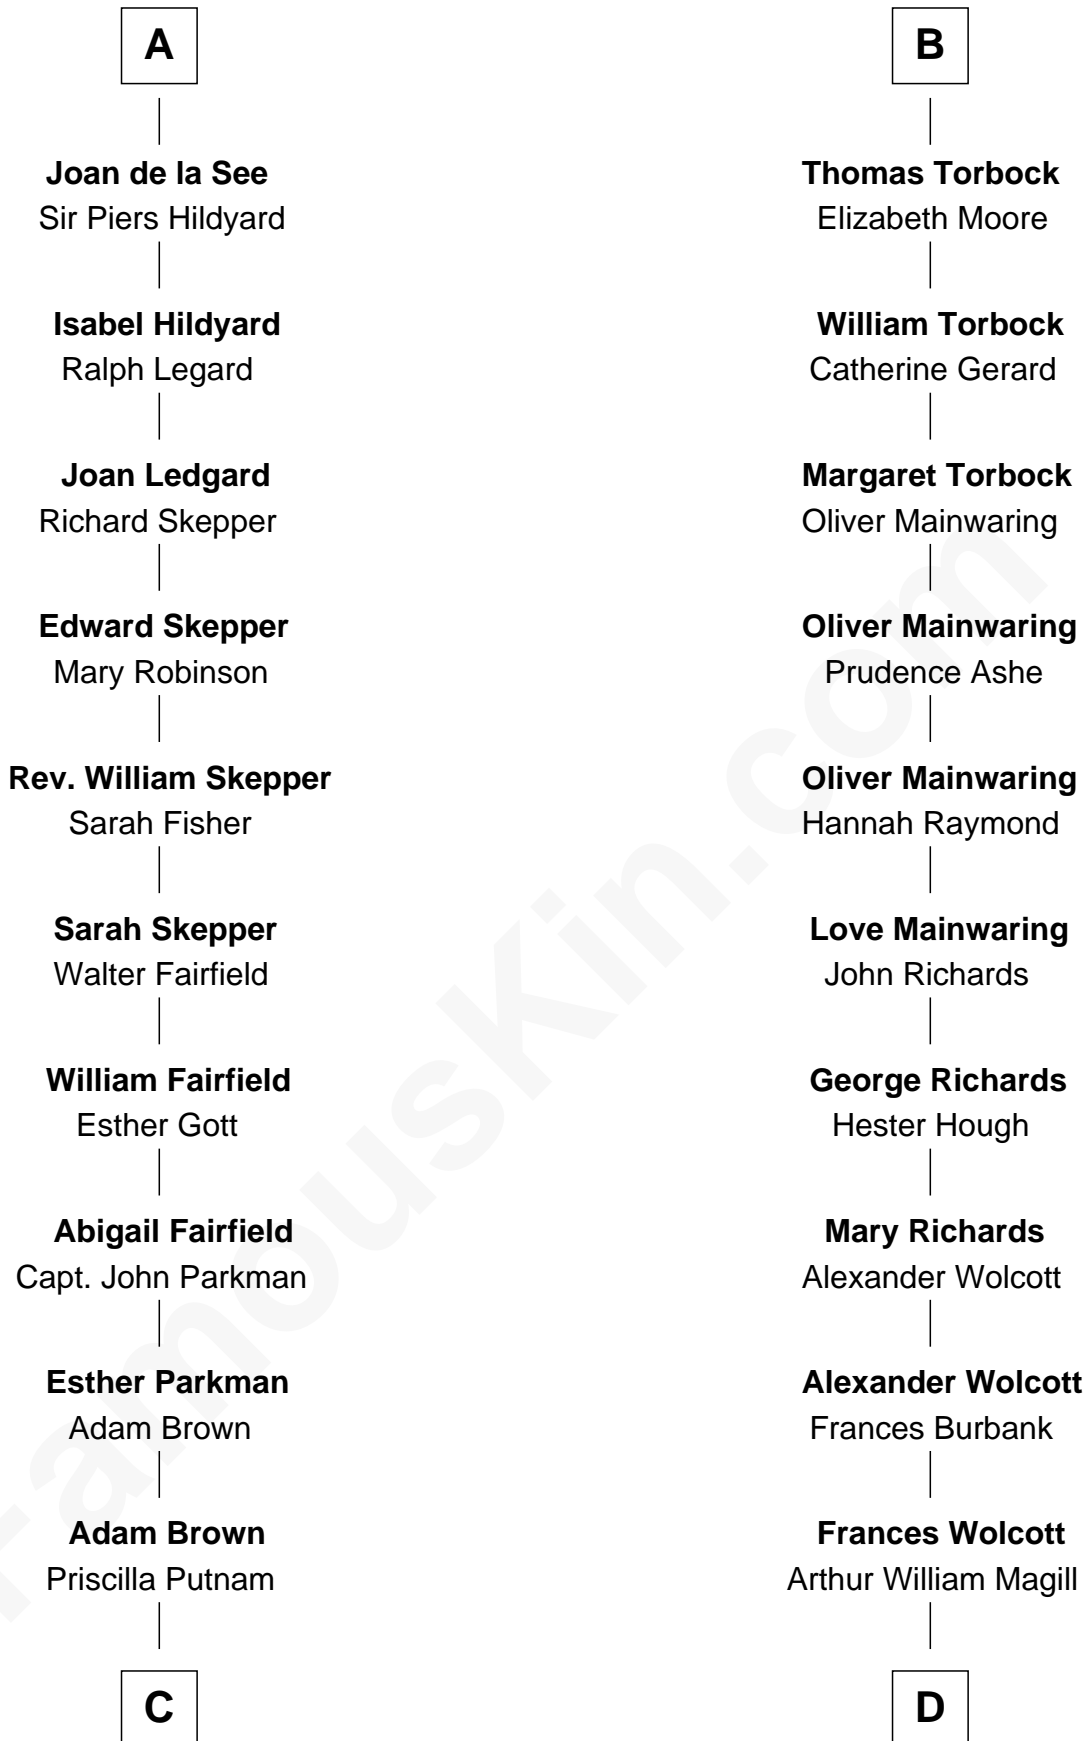 A
Joan de la See
Sir Piers Hildyard
Isabel Hildyard
Ralph Legard
Joan Ledgard
Richard Skepper
Edward Skepper
Mary Robinson
Rev. William Skepper
Sarah Fisher
Sarah Skepper
Walter Fairfield
William Fairfield
Esther Gott
Abigail Fairfield
Capt. John Parkman
Esther Parkman
Adam Brown
Adam Brown
Priscilla Putnam
C
B
Thomas Torbock
Elizabeth Moore
William Torbock
Catherine Gerard
Margaret Torbock
Oliver Mainwaring
Oliver Mainwaring
Prudence Ashe
Oliver Mainwaring
Hannah Raymond
Love Mainwaring
John Richards
George Richards
Hester Hough
Mary Richards
Alexander Wolcott
Alexander Wolcott
Frances Burbank
Frances Wolcott
Arthur William Magill
D
FamousKin.com